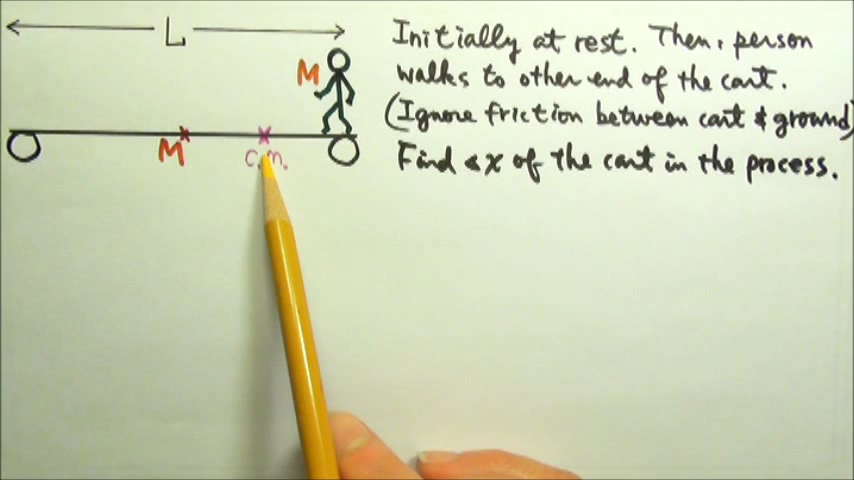 L
Initially at rest. Then, person
M
walks to other end of the cart.
(Ignore friction between cart & ground)
M
c.m.
Find Δx of the cart in the process.